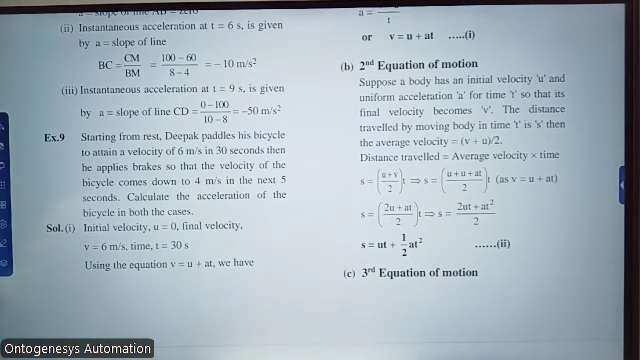 a = slope of line AD = zero
(ii) Instantaneous acceleration at t = 6 s, is given
by a = slope of line
BC = CM/BM = 100 – 60/8 – 4 = – 10 m/s²
(iii) Instantaneous acceleration at t = 9 s, is given
by a = slope of line CD = 0–100/10 – 8 = –50 m/s²
Ex.9 Starting from rest, Deepak paddles his bicycle
to attain a velocity of 6 m/s in 30 seconds then
he applies brakes so that the velocity of the
bicycle comes down to 4 m/s in the next 5
seconds. Calculate the acceleration of the
bicycle in both the cases.
Sol.(i) Initial velocity, u = 0, final velocity,
v = 6 m/s, time, t = 30 s
Using the equation v = u + at, we have
a = t
or v = u + at .....(i)
(b) 2nd Equation of motion
Suppose a body has an initial velocity 'u' and
uniform acceleration 'a' for time 't' so that its
final velocity becomes 'v'. The distance
travelled by moving body in time 't' is 's' then
the average velocity = (v + u)/2.
Distance travelled = Average velocity × time
s = (u + v/2)t ⇒ s = (u + u + at/2)t (as v = u + at)
s = (2u + at/2)t ⇒ s = 2ut + at²/2
s = ut + 1/2 at² ......(ii)
(c) 3rd Equation of motion
Ontogenesys Automation